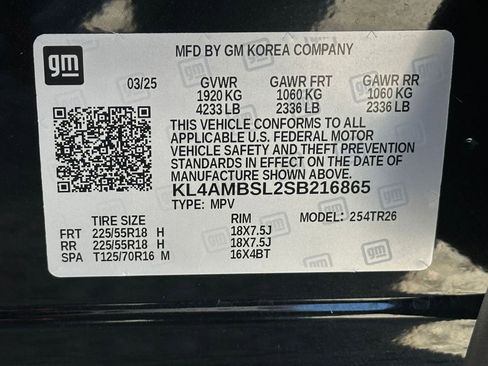 gm
MFD BY GM KOREA COMPANY
03/25 GVWR GAWR FRT GAWR RR
1920 KG 1060 KG 1060 KG
4233 LB 2336 LB 2336 LB
THIS VEHICLE CONFORMS TO ALL
APPLICABLE U.S. FEDERAL MOTOR
VEHICLE SAFETY AND THEFT PREVENTION
STANDARDS IN EFFECT ON THE DATE OF
MANUFACTURE SHOWN ABOVE.
KL4AMBSL2SB216865
TYPE: MPV MODEL: 254TR26
TIRE SIZE RIM
FRT 225/55R18 H 18X7.5J
RR 225/55R18 H 18X7.5J
SPA T125/70R16 M 16X4BT